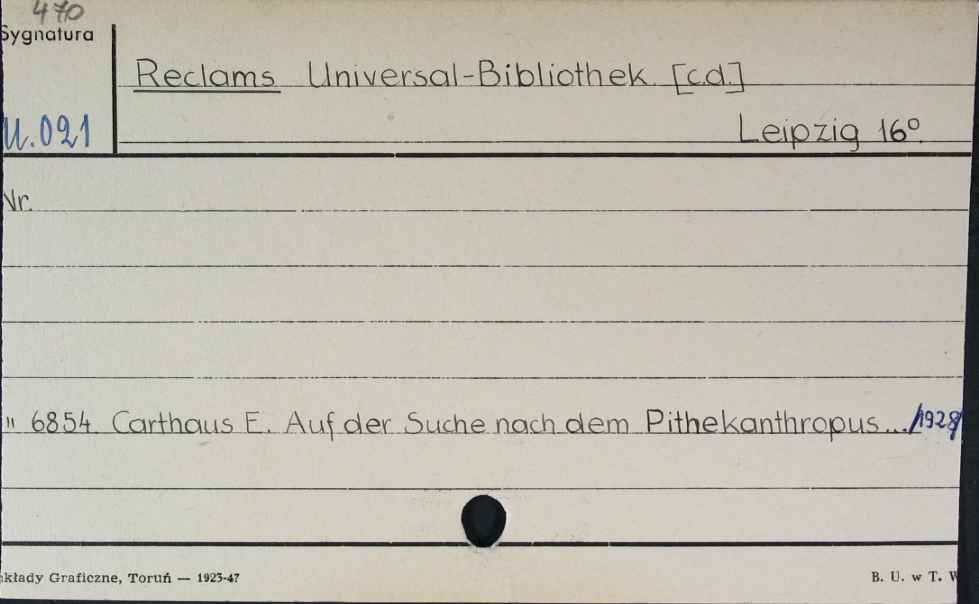 470
Sygnatura
Reclams Universal-Bibliothek [c.d.]
U.021
Leipzig 16°.
Nr.
" 6854. Carthaus E. Auf der Suche nach dem Pithekanthropus... /1928/
akłady Graficzne, Toruń — 1923-47
B. U. w T. W